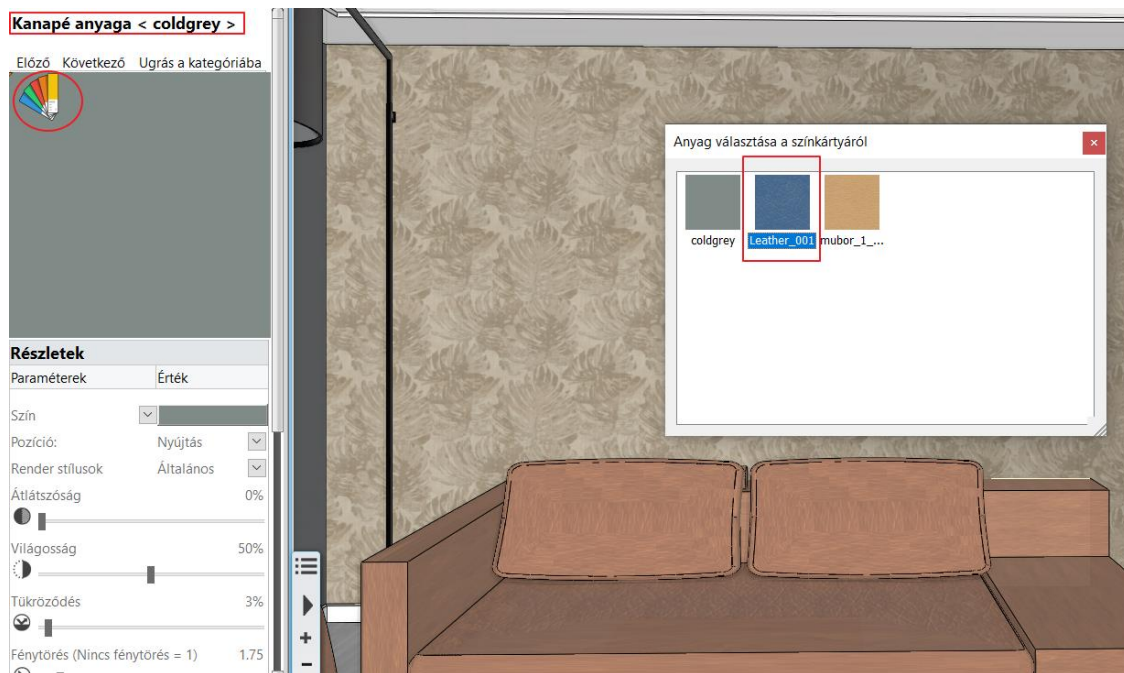 Kanapé anyaga < coldgrey >
Előző Következő Ugrás a kategóriába
Részletek
Paraméterek Érték
Szín
Pozíció: Nyújtás
Render stílusok Általános
Átlátszóság 0%
Világosság 50%
Tükröződés 3%
Fénytörés (Nincs fénytörés = 1) 1.75
Anyag választása a színkártyáról
coldgrey Leather_001 mubor_1_...